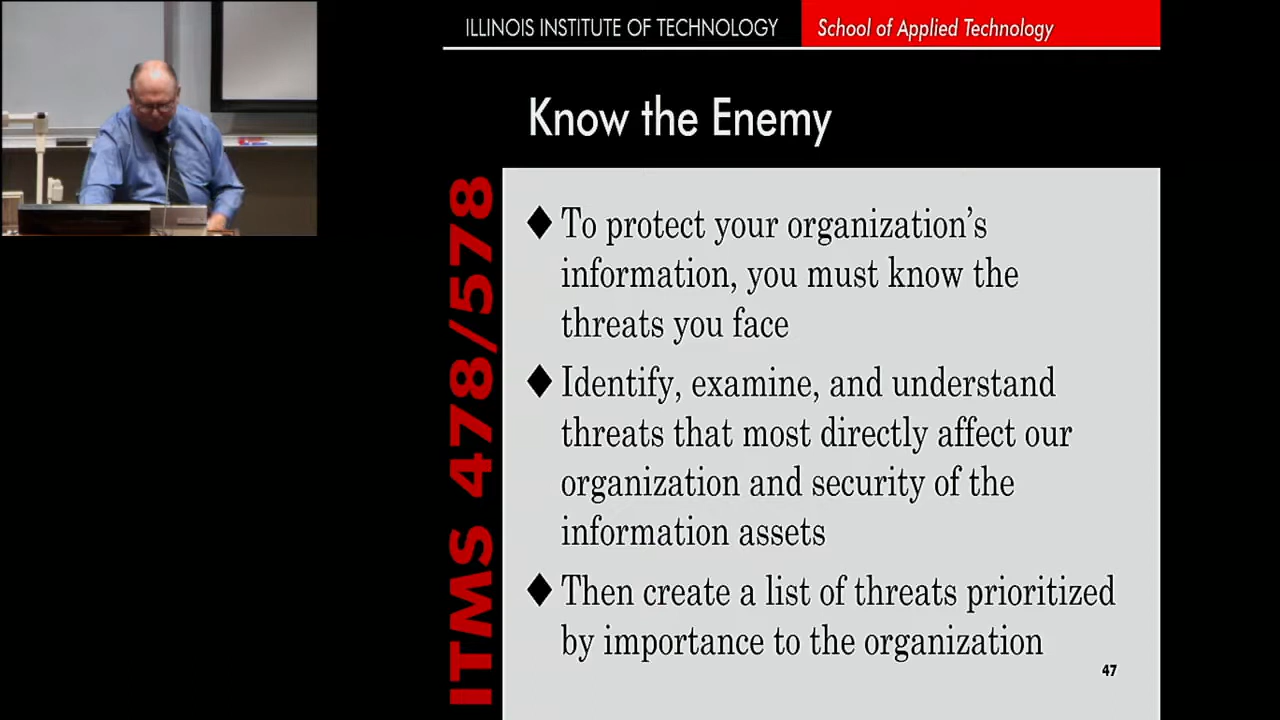 ILLINOIS INSTITUTE OF TECHNOLOGY School of Applied Technology
Know the Enemy
ITMS 478/578
♦ To protect your organization's
information, you must know the
threats you face
♦ Identify, examine, and understand
threats that most directly affect our
organization and security of the
information assets
♦ Then create a list of threats prioritized
by importance to the organization
47